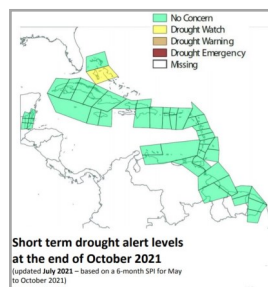 No Concern
Drought Watch
Drought Warning
Drought Emergency
Missing
Short term drought alert levels
at the end of October 2021
(updated July 2021 – based on a 6-month SPI for May
to October 2021)